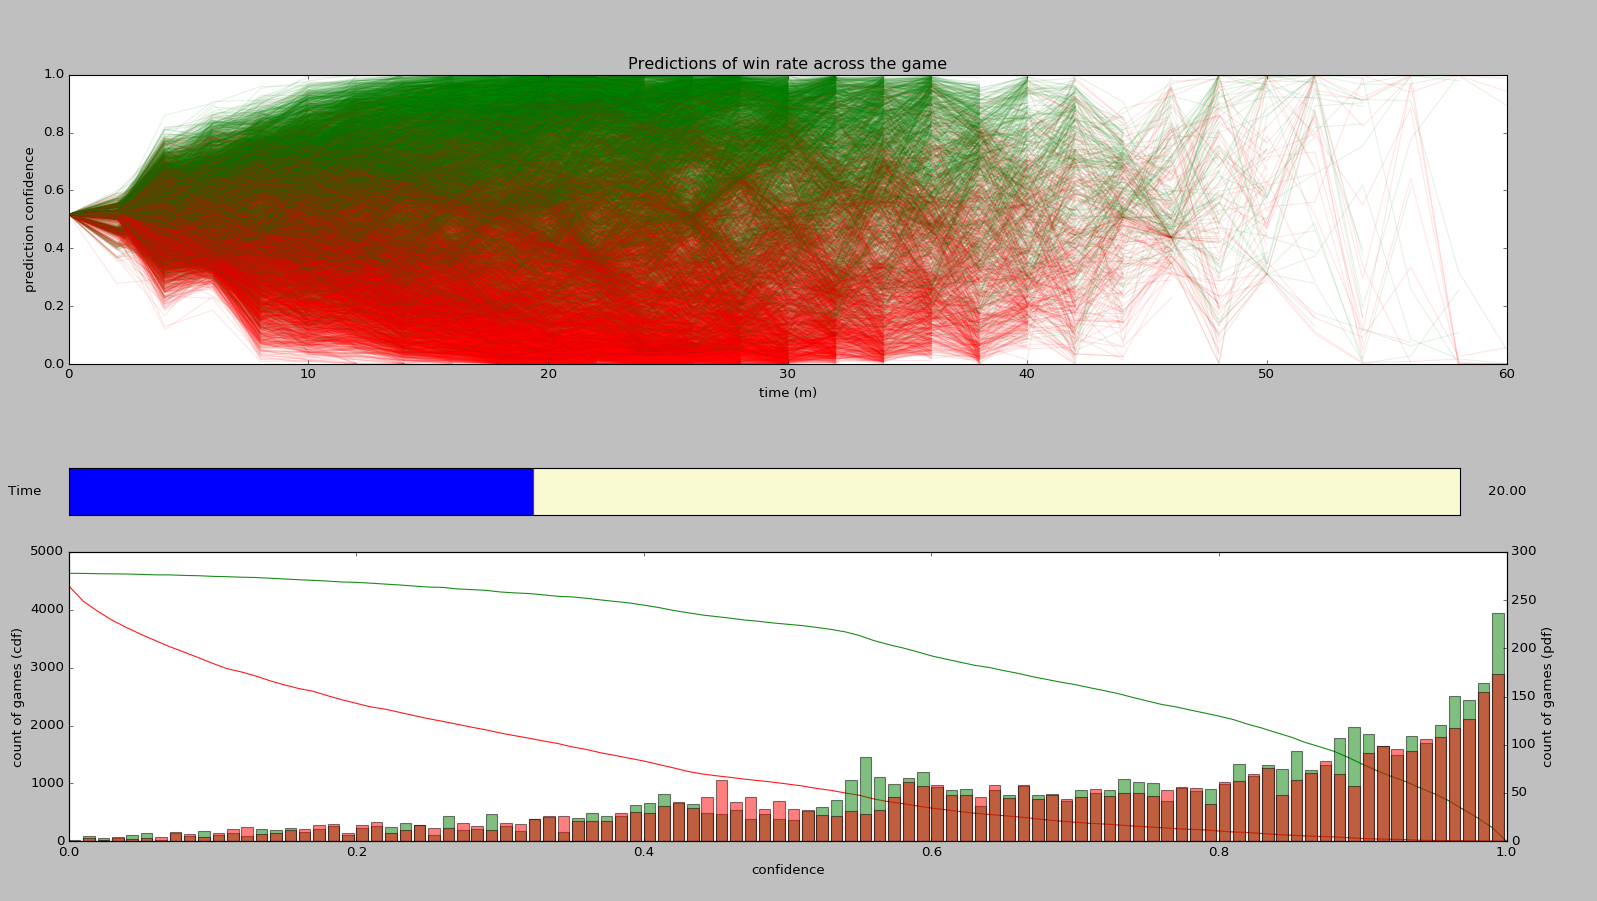 Predictions of win rate across the game
1.0
0.8
0.6
0.4
0.2
0.0
prediction confidence
0 10 20 30 40 50 60
time (m)
Time 20.00
5000
4000
3000
2000
1000
0
count of games (cdf)
300
250
200
150
100
50
0
count of games (pdf)
0.0 0.2 0.4 0.6 0.8 1.0
confidence